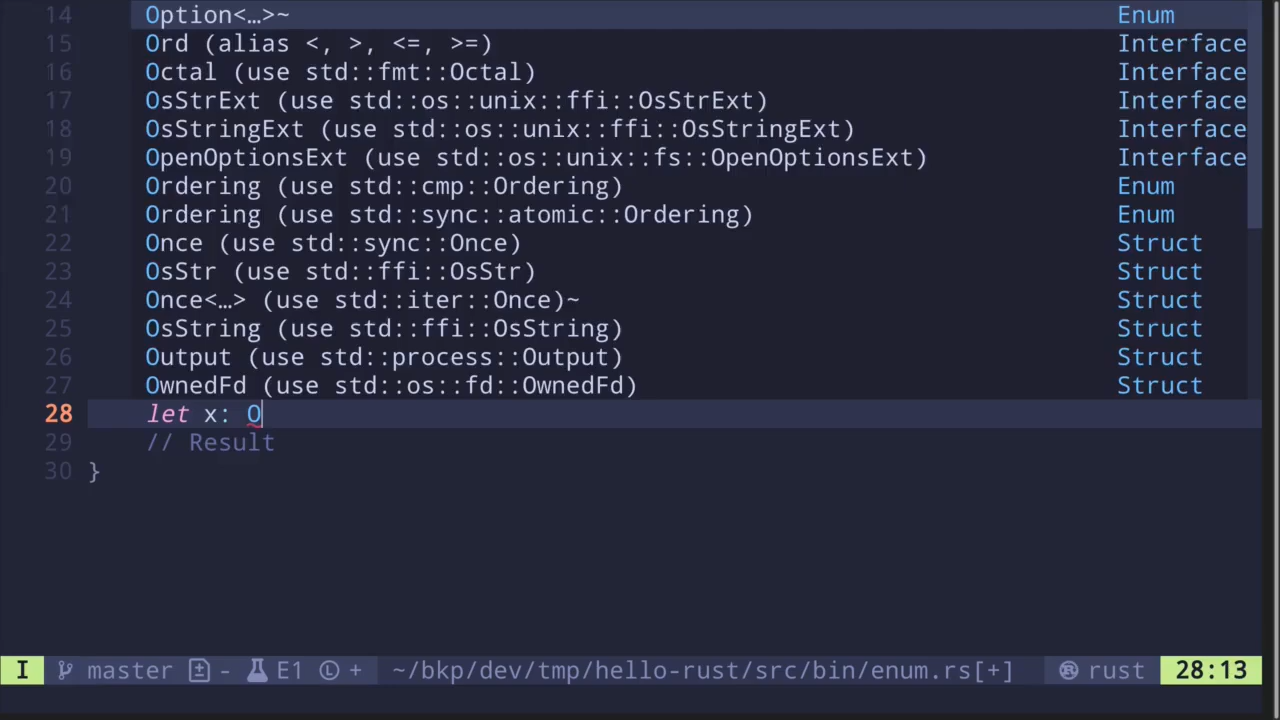 14 Option<…>~ Enum
15 Ord (alias <, >, <=, >=) Interface
16 Octal (use std::fmt::Octal) Interface
17 OsStrExt (use std::os::unix::ffi::OsStrExt) Interface
18 OsStringExt (use std::os::unix::ffi::OsStringExt) Interface
19 OpenOptionsExt (use std::os::unix::fs::OpenOptionsExt) Interface
20 Ordering (use std::cmp::Ordering) Enum
21 Ordering (use std::sync::atomic::Ordering) Enum
22 Once (use std::sync::Once) Struct
23 OsStr (use std::ffi::OsStr) Struct
24 Once<…> (use std::iter::Once)~ Struct
25 OsString (use std::ffi::OsString) Struct
26 Output (use std::process::Output) Struct
27 OwnedFd (use std::os::fd::OwnedFd) Struct
28 let x: O
29 // Result
30 }
I master - E1 L + ~/bkp/dev/tmp/hello-rust/src/bin/enum.rs[+] rust 28:13